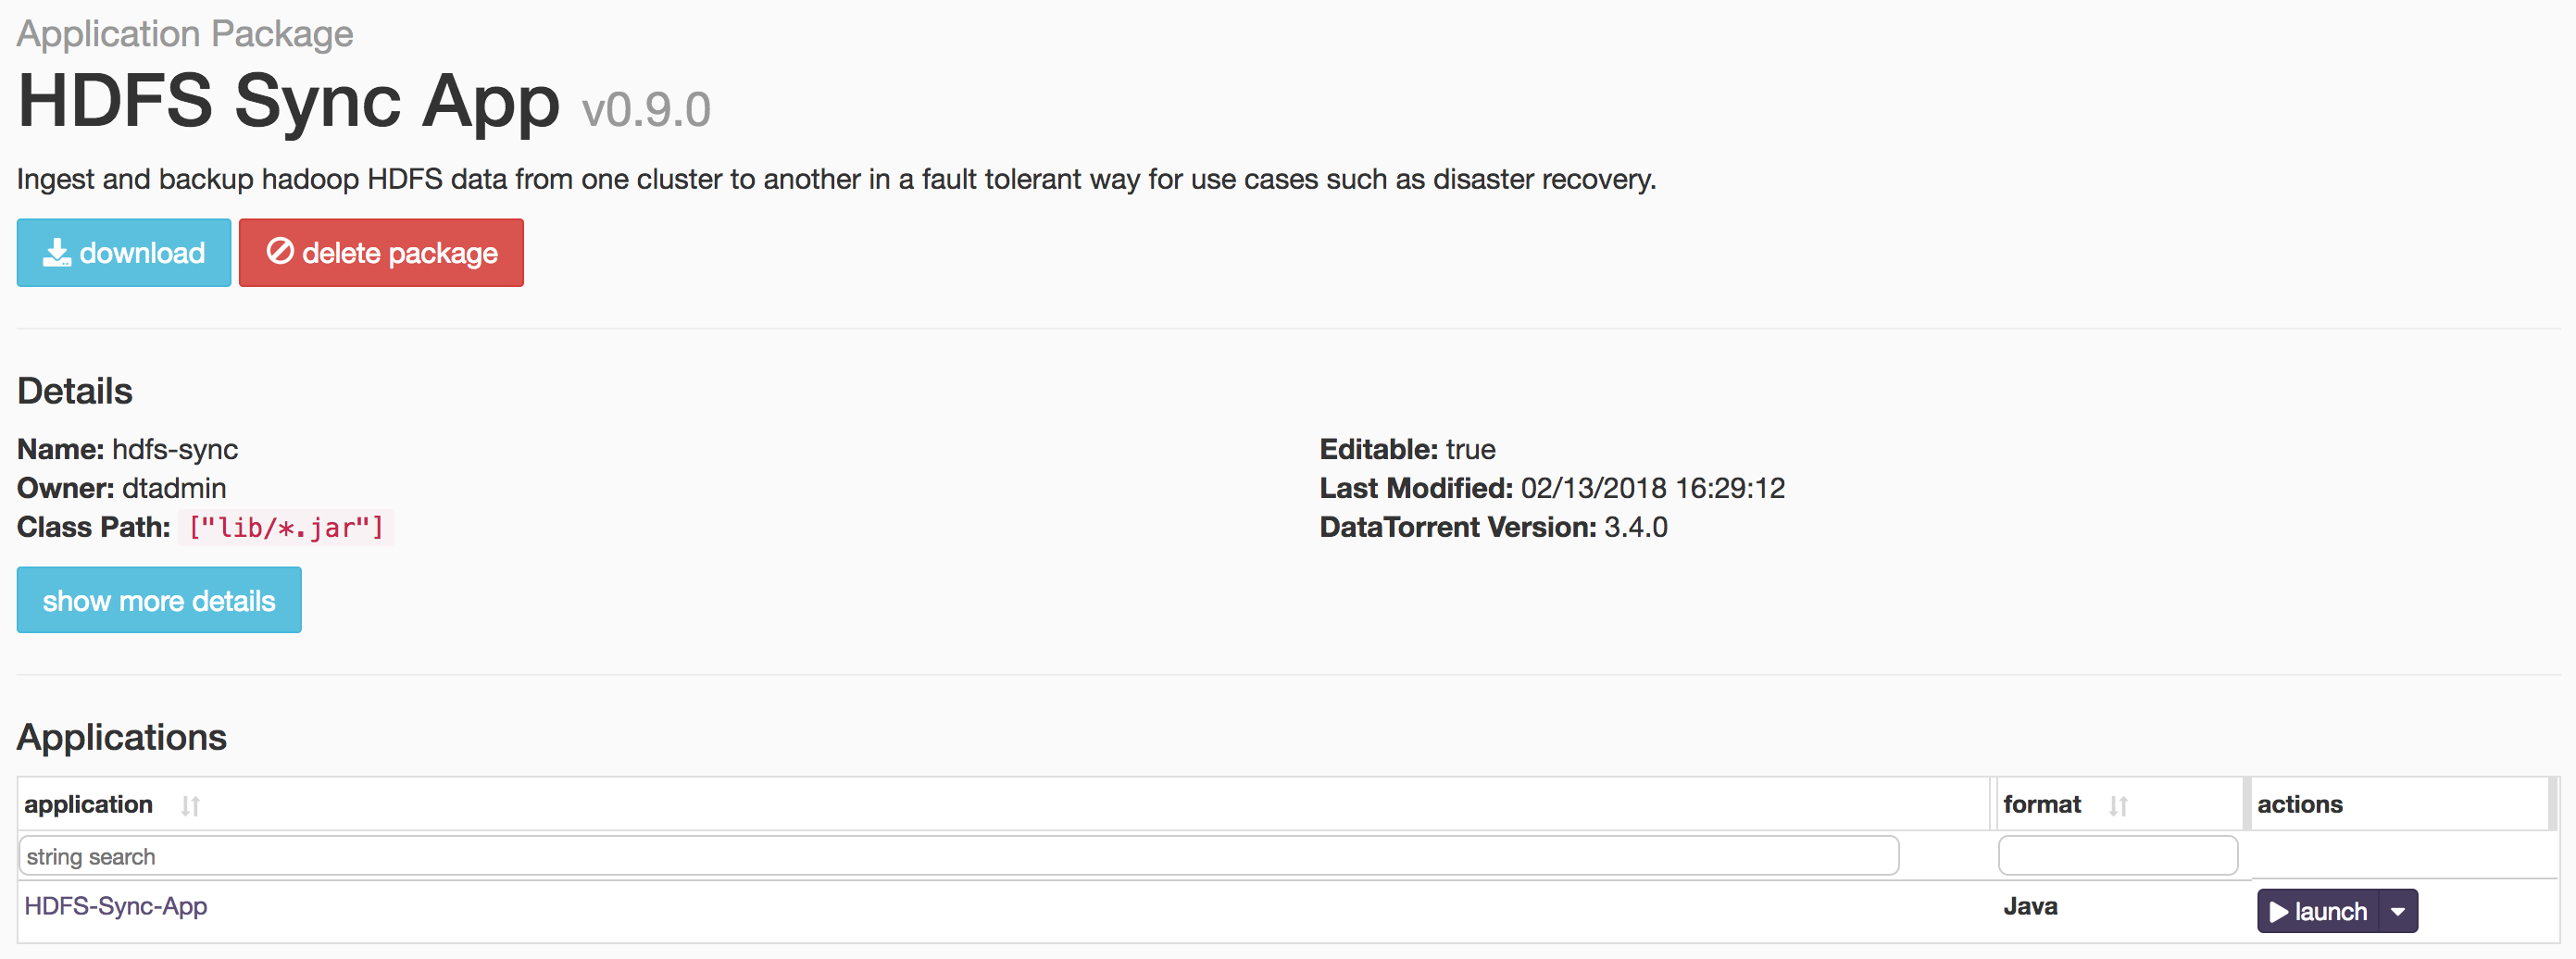 Application Package
HDFS Sync App v0.9.0
Ingest and backup hadoop HDFS data from one cluster to another in a fault tolerant way for use cases such as disaster recovery.
download delete package
Details
Name: hdfs-sync
Owner: dtadmin
Class Path: ["lib/*.jar"]
Editable: true
Last Modified: 02/13/2018 16:29:12
DataTorrent Version: 3.4.0
show more details
Applications
application format actions
string search
HDFS-Sync-App Java launch